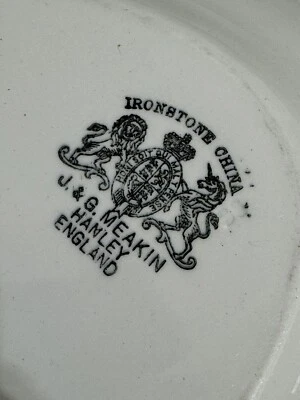 IRONSTONE CHINA
J. & G. MEAKIN
HANLEY
ENGLAND